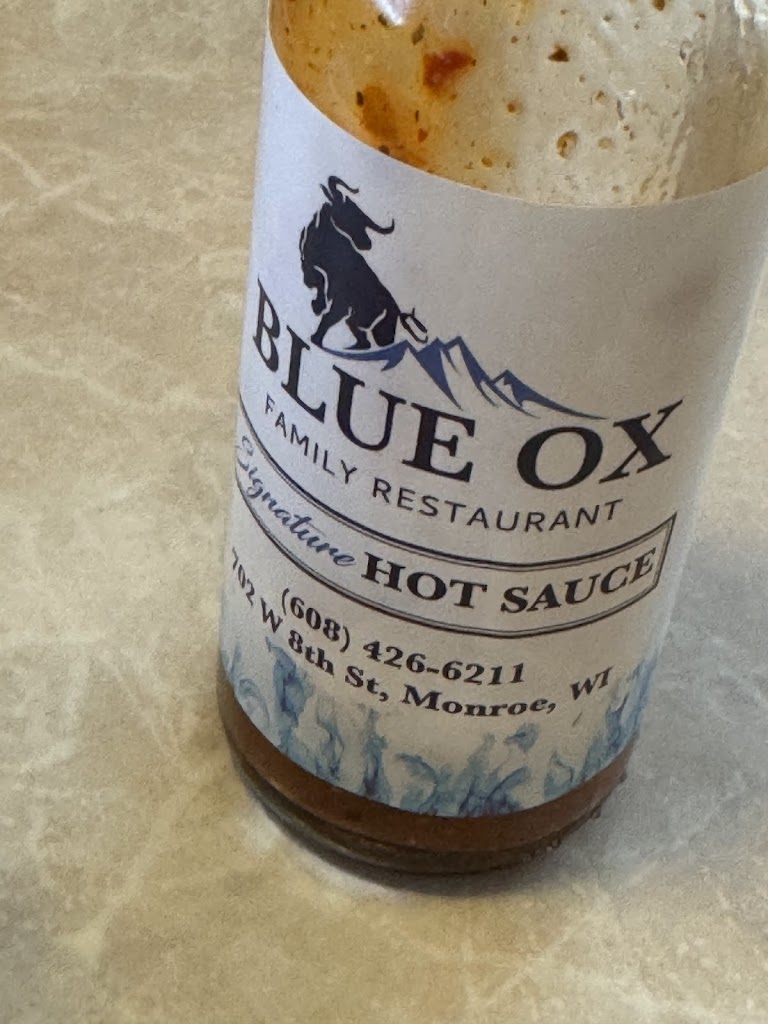 BLUE OX
FAMILY RESTAURANT
Signature HOT SAUCE
(608) 426-6211
702 W 8th St, Monroe, WI